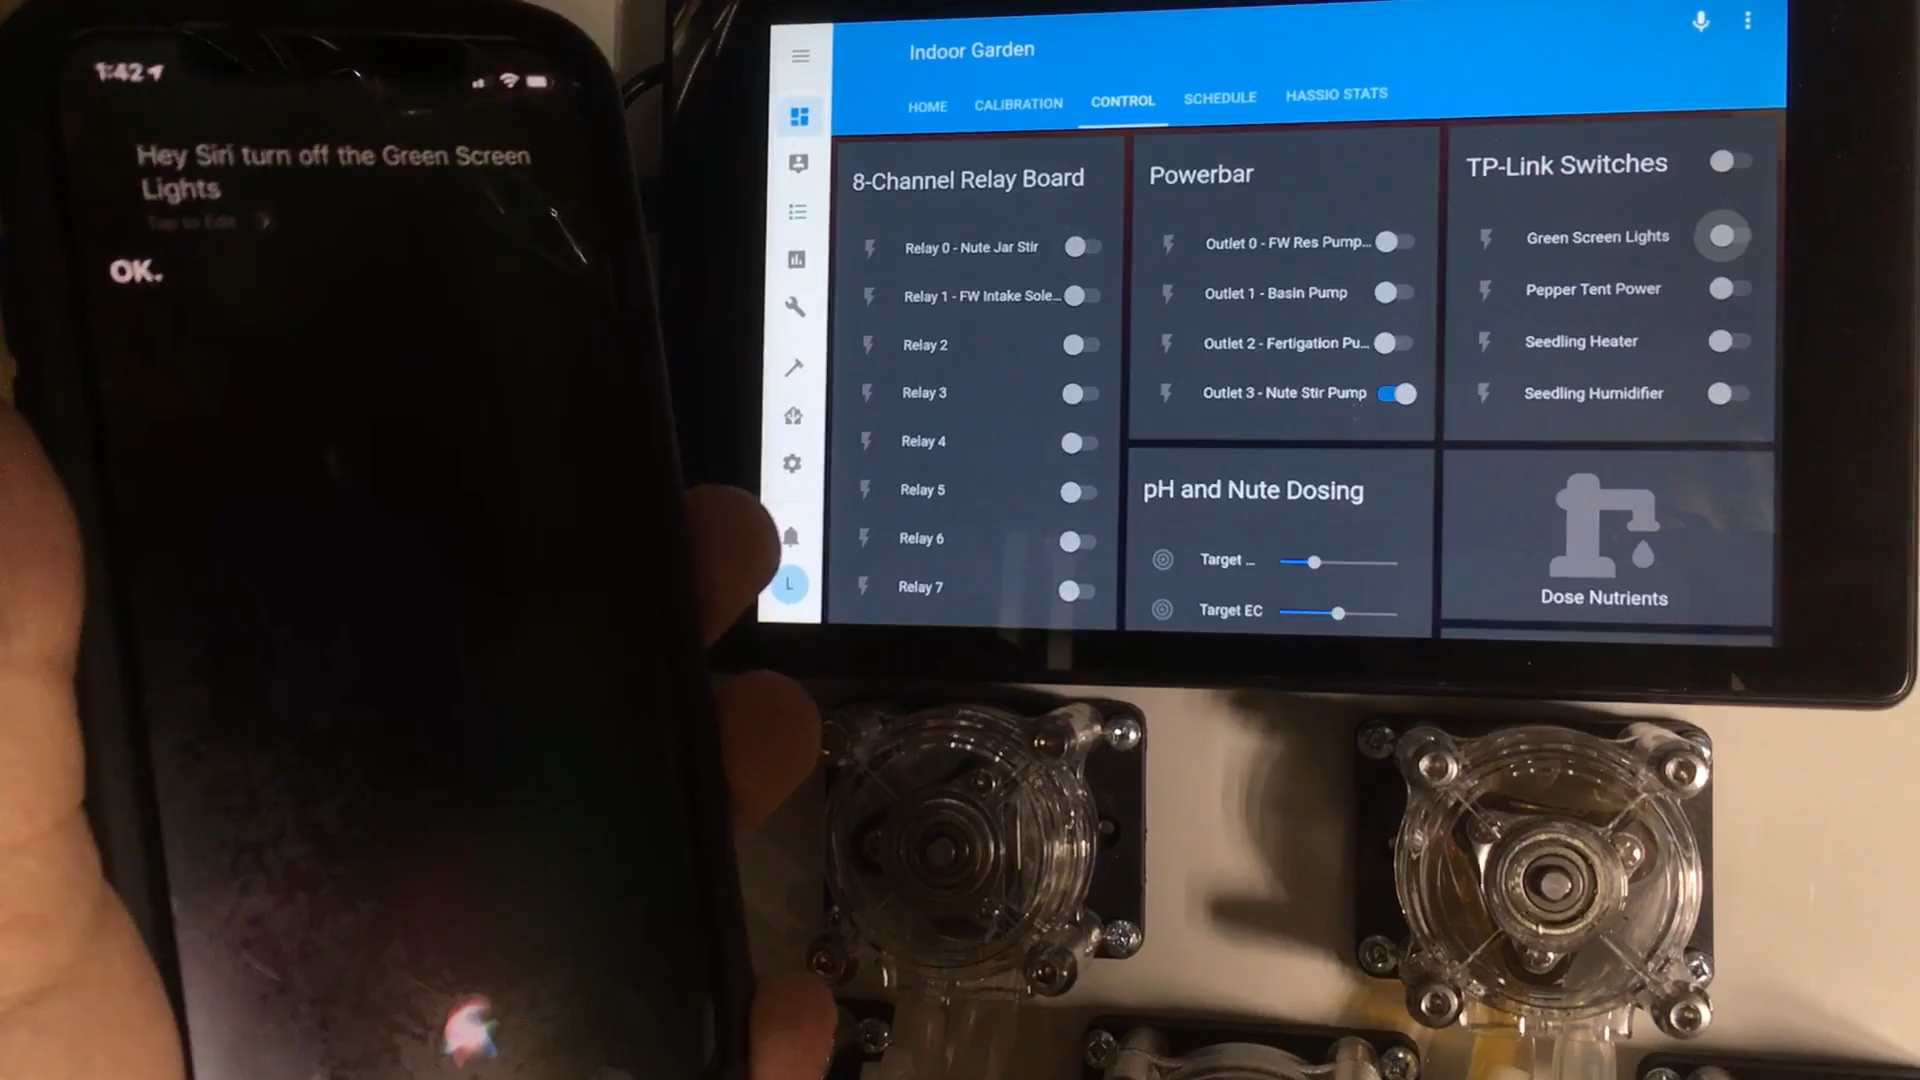 1:42
Hey Siri turn off the Green Screen
Lights
Tap to Edit
OK.
Indoor Garden
HOME CALIBRATION CONTROL SCHEDULE HASSIO STATS
8-Channel Relay Board
Relay 0 - Nute Jar Stir
Relay 1 - FW Intake Sole...
Relay 2
Relay 3
Relay 4
Relay 5
Relay 6
Relay 7
Powerbar
Outlet 0 - FW Res Pump...
Outlet 1 - Basin Pump
Outlet 2 - Fertigation Pu...
Outlet 3 - Nute Stir Pump
pH and Nute Dosing
Target ...
Target EC
TP-Link Switches
Green Screen Lights
Pepper Tent Power
Seedling Heater
Seedling Humidifier
Dose Nutrients
L